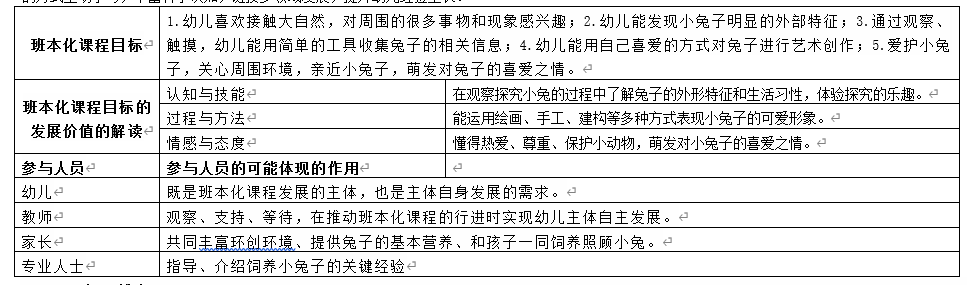 班本化课程目标
1.幼儿喜欢接触大自然，对周围的很多事物和现象感兴趣；2.幼儿能发现小兔子明显的外部特征；3.通过观察、
触摸，幼儿能用简单的工具收集兔子的相关信息；4.幼儿能用自己喜爱的方式对兔子进行艺术创作；5.爱护小兔
子，关心周围环境，亲近小兔子，萌发对兔子的喜爱之情。
班本化课程目标的
发展价值的解读
认知与技能
在观察探究小兔的过程中了解兔子的外形特征和生活习性，体验探究的乐趣。
过程与方法
能运用绘画、手工、建构等多种方式表现小兔子的可爱形象。
情感与态度
懂得热爱、尊重、保护小动物，萌发对小兔子的喜爱之情。
参与人员
参与人员的可能体现的作用
幼儿
既是班本化课程发展的主体，也是主体自身发展的需求。
教师
观察、支持、等待，在推动班本化课程的行进时实现幼儿主体自主发展。
家长
共同丰富环创环境、提供兔子的基本营养、和孩子一同饲养照顾小兔。
专业人士
指导、介绍饲养小兔子的关键经验